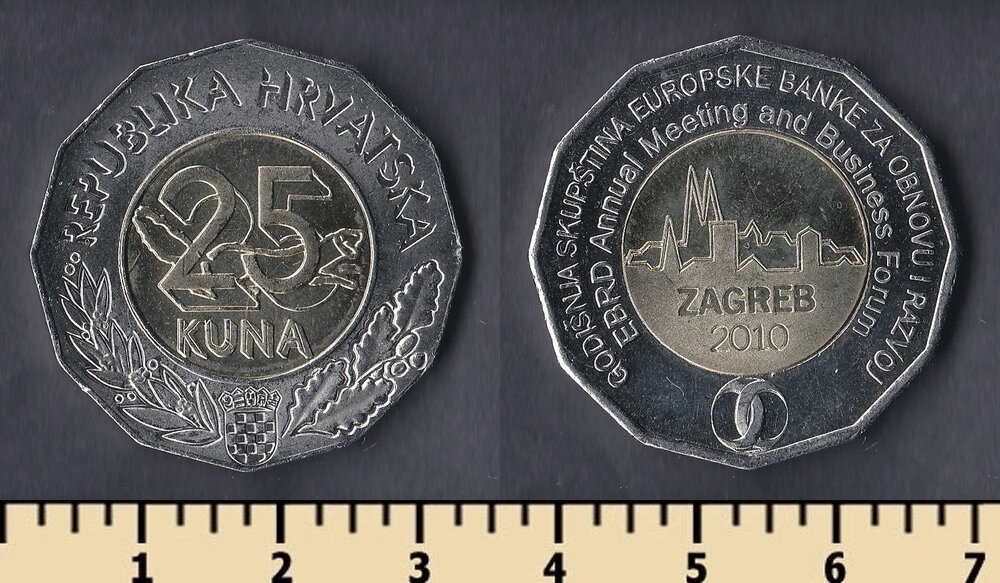 REPUBLIKA HRVATSKA
25
KUNA
GODIŠNJA SKUPŠTINA EUROPSKE BANKE ZA OBNOVU I RAZVOJ
EBRD Annual Meeting and Business Forum
ZAGREB
2010
1 2 3 4 5 6 7